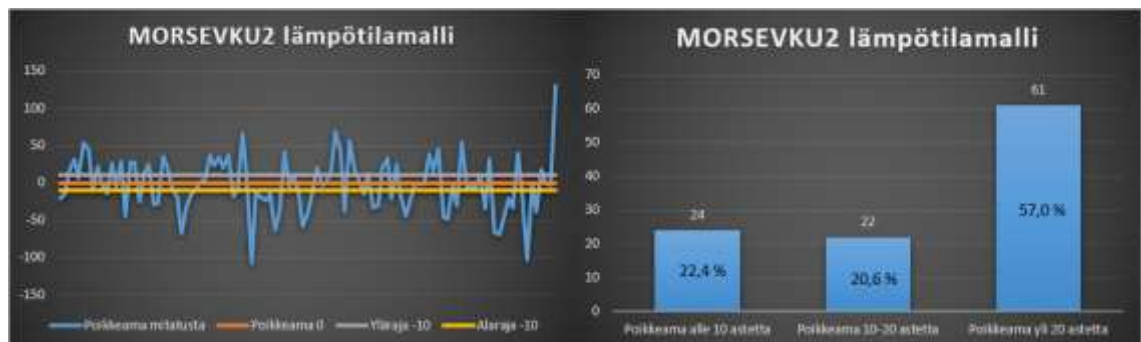 MORSEVKU2 lämpötilamalli
150
100
50
0
-50
-100
-150
Poikkeama mitatusta
Poikkeama 0
Yläraja -10
Alaraja -10
MORSEVKU2 lämpötilamalli
70
60
50
40
30
20
10
0
24
22
61
22,4 %
20,6 %
57,0 %
Poikkeama alle 10 astetta
Poikkeama 10-20 astetta
Poikkeama yli 20 astetta